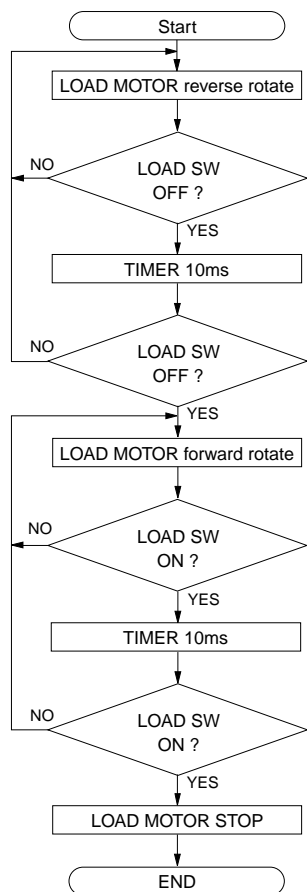 Start
LOAD MOTOR reverse rotate
NO
LOAD SW
OFF ?
YES
TIMER 10ms
NO
LOAD SW
OFF ?
YES
LOAD MOTOR forward rotate
NO
LOAD SW
ON ?
YES
TIMER 10ms
NO
LOAD SW
ON ?
YES
LOAD MOTOR STOP
END